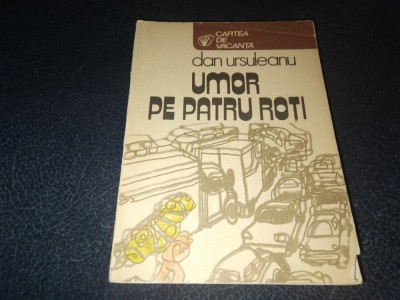 CARTEA
DE
VACANȚĂ
dan ursuleanu
UMOR
PE PATRU ROȚI